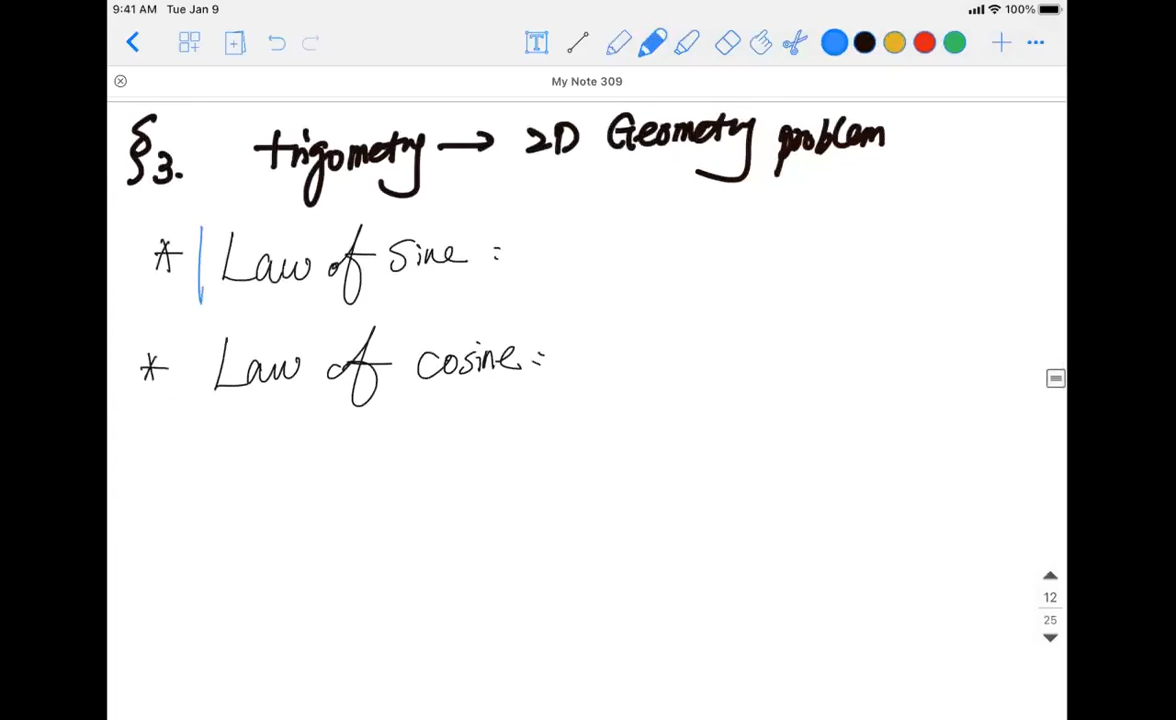 9:41 AM Tue Jan 9 100%
My Note 309
§3. trigometry → 2D Geometry problem
* Law of Sine :
* Law of cosine :
12
25